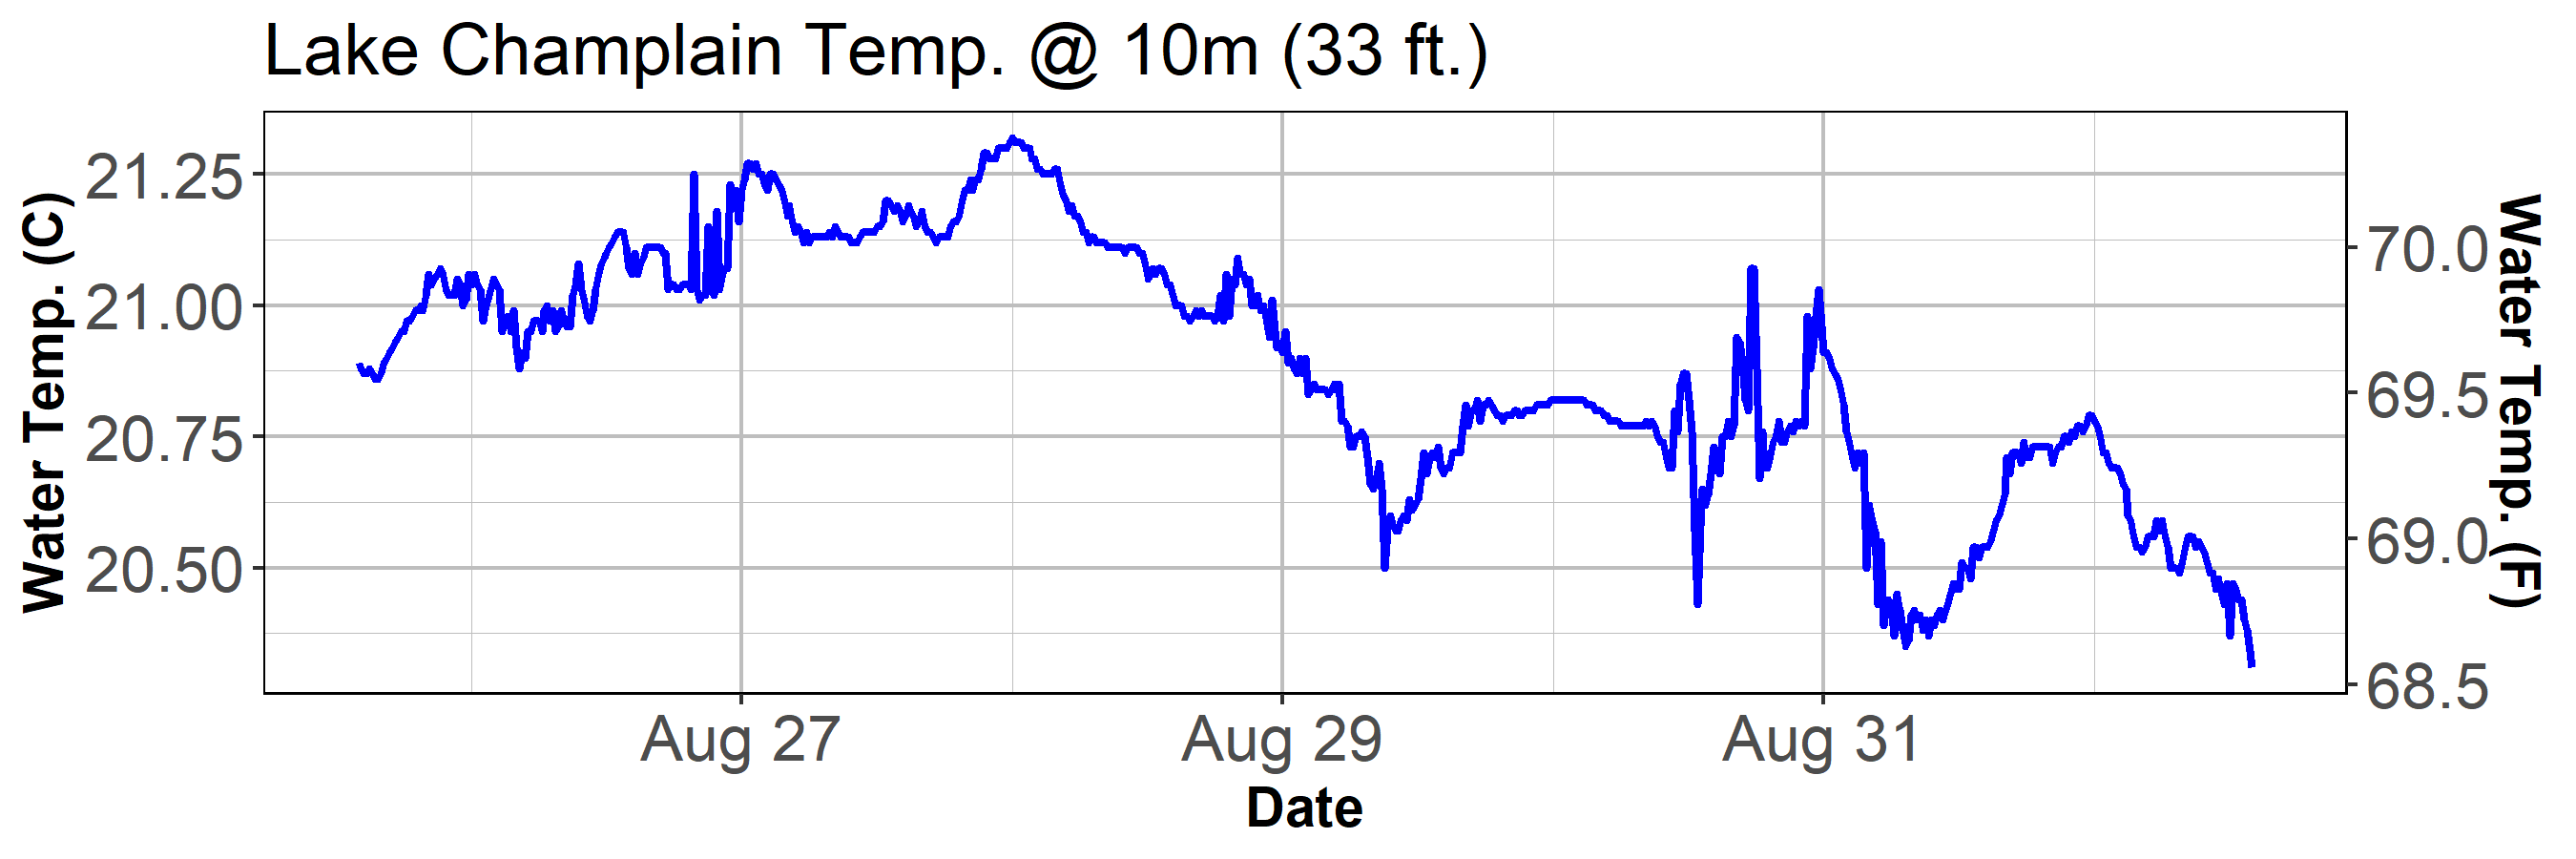 Lake Champlain Temp. @ 10m (33 ft.)
Water Temp. (C)
21.25
21.00
20.75
20.50
70.0
69.5
69.0
68.5
Water Temp. (F)
Aug 27
Aug 29
Aug 31
Date